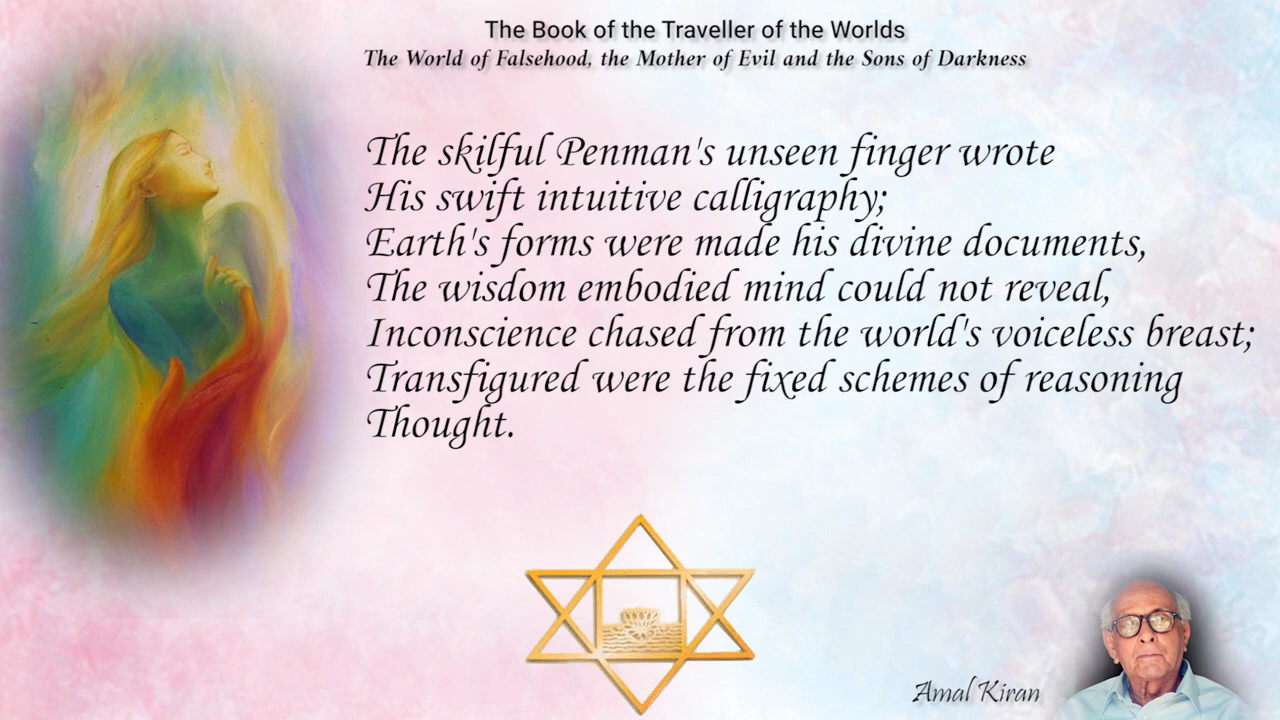 The Book of the Traveller of the Worlds
The World of Falsehood, the Mother of Evil and the Sons of Darkness
The skilful Penman's unseen finger wrote
His swift intuitive calligraphy;
Earth's forms were made his divine documents,
The wisdom embodied mind could not reveal,
Inconscience chased from the world's voiceless breast;
Transfigured were the fixed schemes of reasoning
Thought.
Amal Kiran